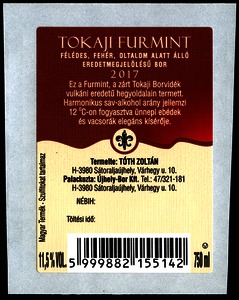 TOKAJI FURMINT
FÉLÉDES, FEHÉR, OLTALOM ALATT ÁLLÓ
EREDETMEGJELÖLÉSŰ BOR
2017
Ez a Furmint, a zárt Tokaji Borvidék
vulkáni eredetű hegyoldalain termett.
Harmonikus sav-alkohol arány jellemzi
12 °C-on fogyasztva ünnepi ebédek
és vacsorák elegáns kísérője.
Termelte: TÓTH ZOLTÁN
H-3980 Sátoraljaújhely, Várhegy u. 10.
Palackozta: Újhely-Bor Kft. Tel.: 47/321-181
H-3980 Sátoraljaújhely, Várhegy u. 10.
NÉBIH:
Töltési idő:
Magyar Termék - Szulfitokat tartalmaz
11,5 % VOL.
5 999882 155142
750 ml